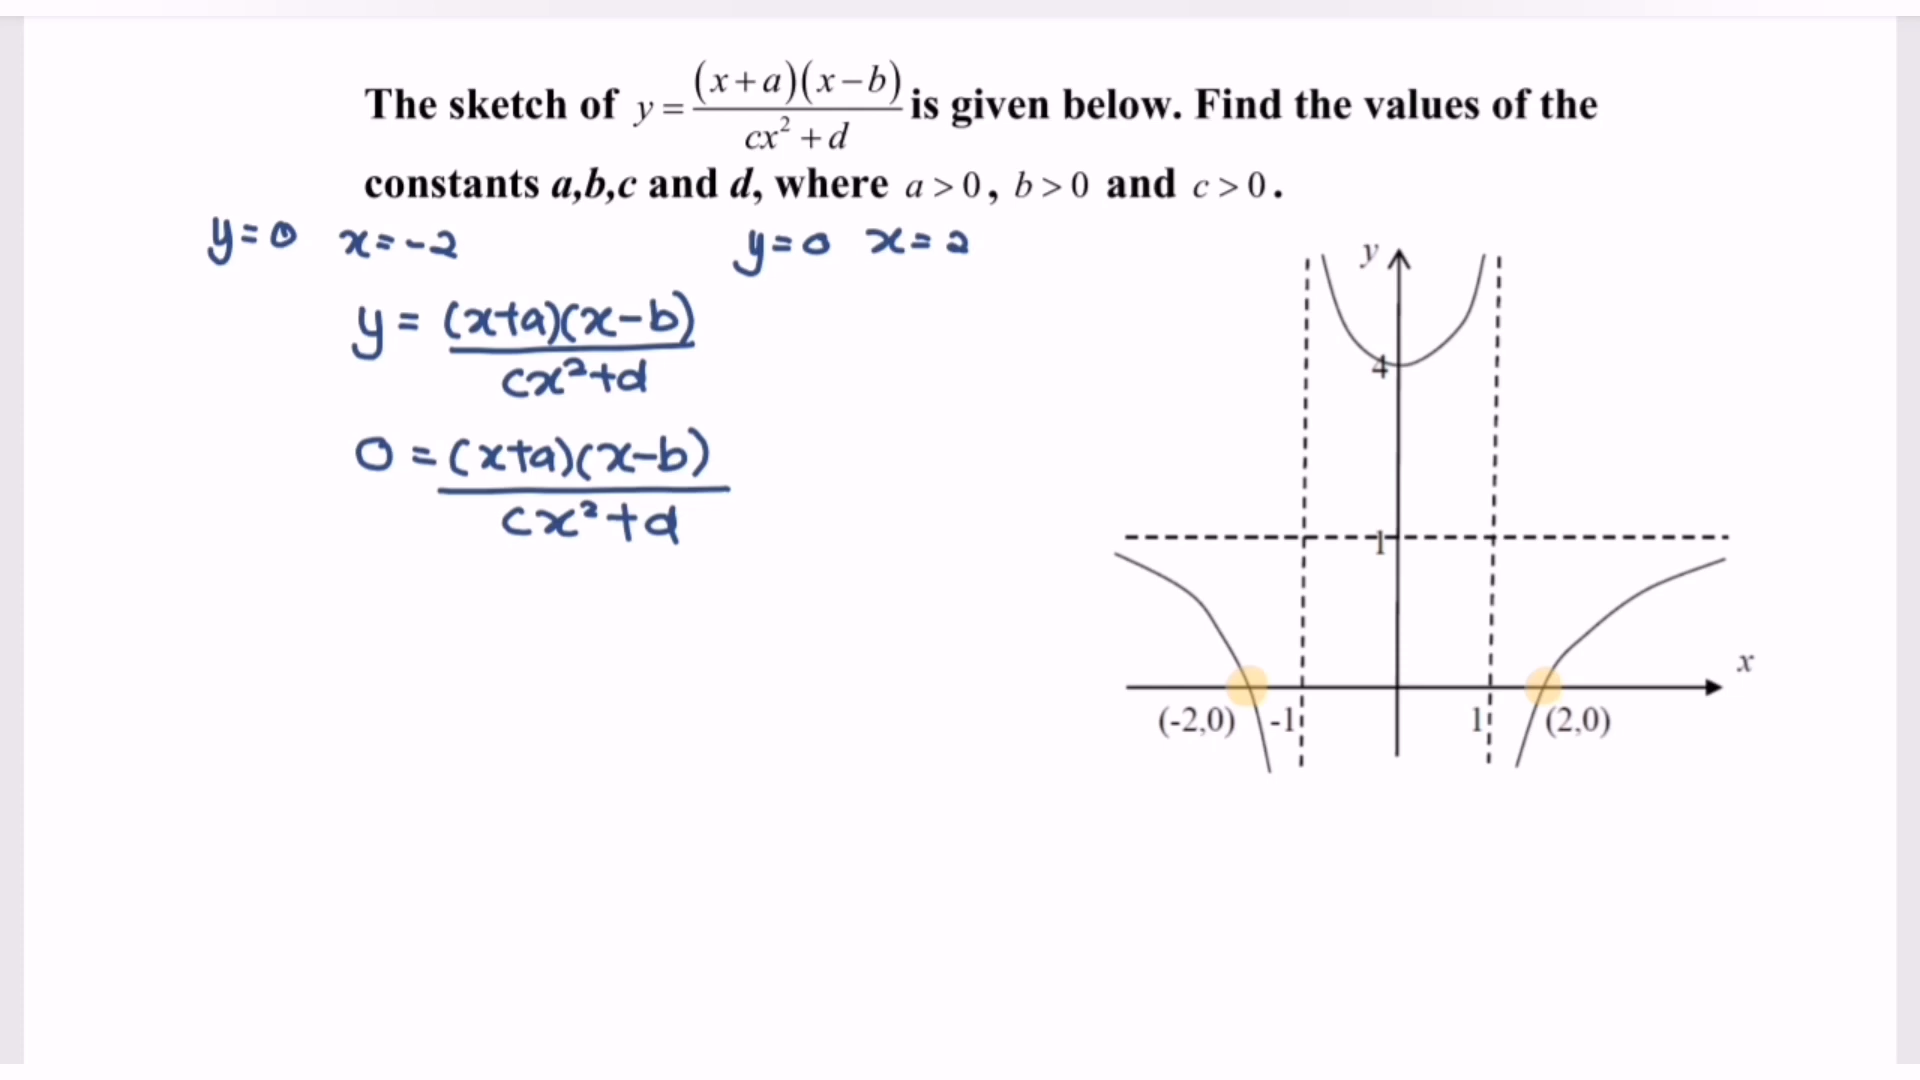 The sketch of y = (x+a)(x−b) / cx² + d is given below. Find the values of the
constants a,b,c and d, where a > 0, b > 0 and c > 0.
y = 0 x = -2 y = 0 x = 2
y = (x+a)(x-b) / cx²+d
0 = (x+a)(x-b) / cx²+d
y
4
1
x
(-2,0) -1 1 (2,0)